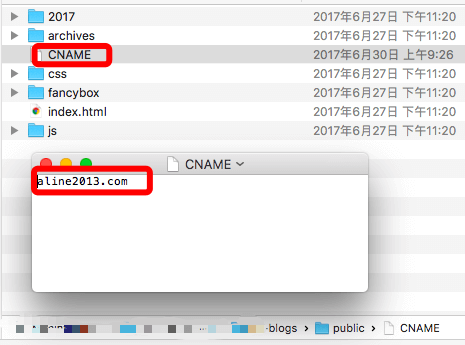 2017 2017年6月27日 下午11:20
archives 2017年6月27日 下午11:20
CNAME 2017年6月30日 上午9:26
css 2017年6月27日 下午11:20
fancybox 2017年6月27日 下午11:20
index.html 2017年6月27日 下午11:20
js 2017年6月27日 下午11:20
CNAME
aline2013.com
-blogs public CNAME